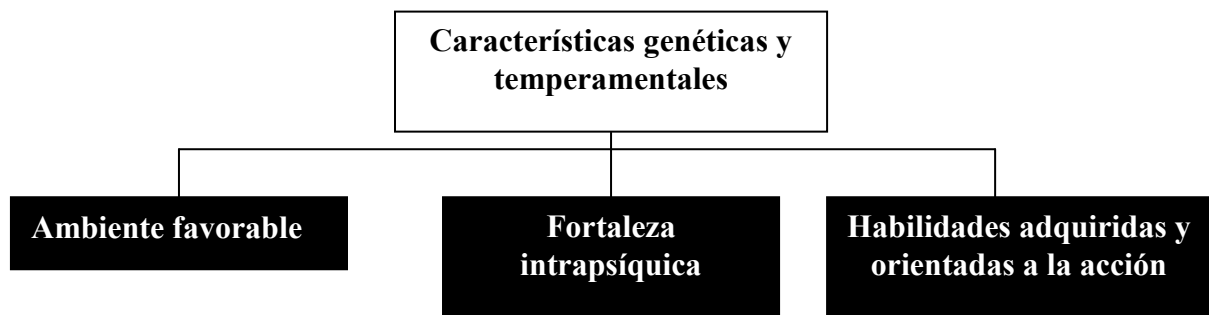 Características genéticas y
temperamentales
Ambiente favorable
Fortaleza
intrapsíquica
Habilidades adquiridas y
orientadas a la acción